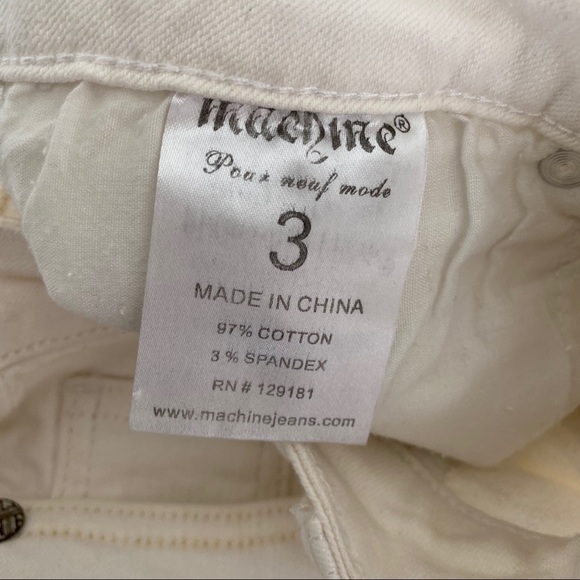 machine®
Pour neuf mode
3
MADE IN CHINA
97% COTTON
3 % SPANDEX
RN # 129181
www.machinejeans.com